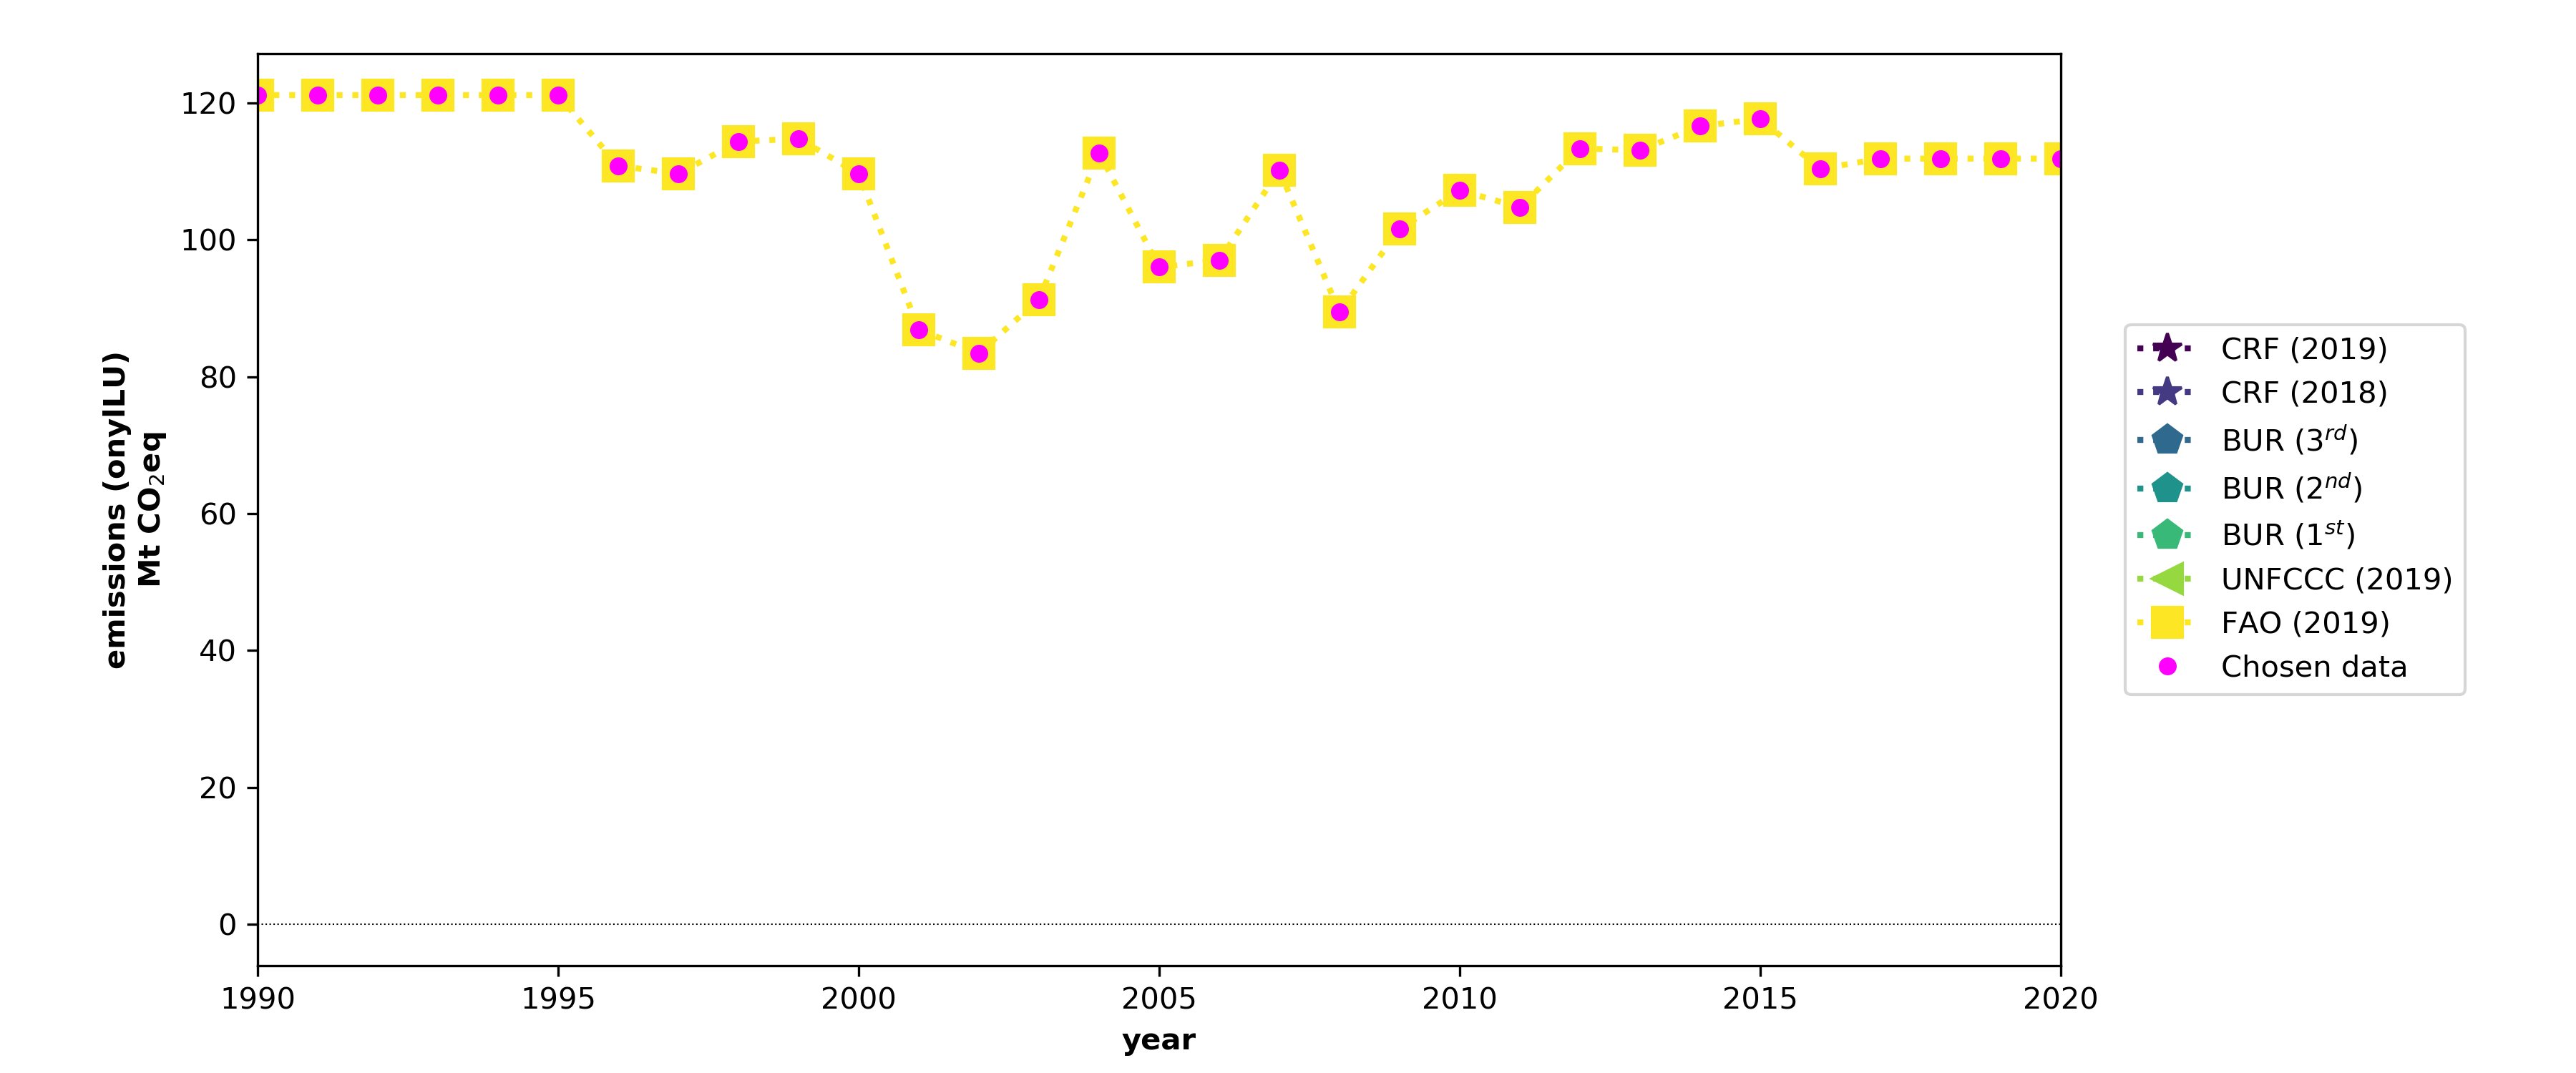 120
100
80
60
40
20
0
emissions (onylLU)
Mt CO₂eq
1990
1995
2000
2005
2010
2015
2020
year
CRF (2019)
CRF (2018)
BUR (3rd)
BUR (2nd)
BUR (1st)
UNFCCC (2019)
FAO (2019)
Chosen data